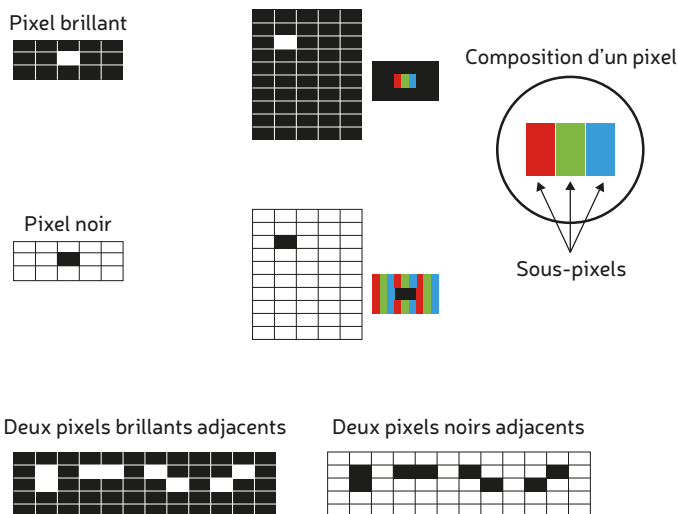 Pixel brillant
Composition d'un pixel
Pixel noir
Sous-pixels
Deux pixels brillants adjacents
Deux pixels noirs adjacents